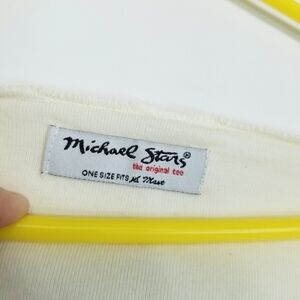 Michael Stars®
the original tee
ONE SIZE FITS Most